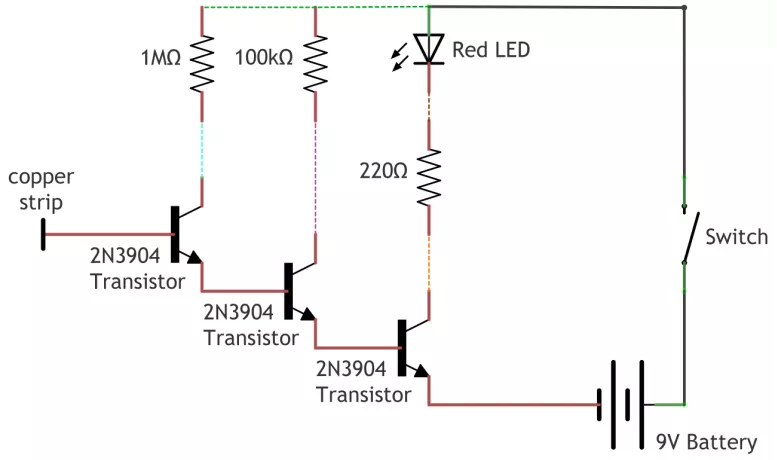 Red LED
1MΩ
100kΩ
220Ω
copper
strip
2N3904
Transistor
Switch
2N3904
Transistor
2N3904
Transistor
9V Battery